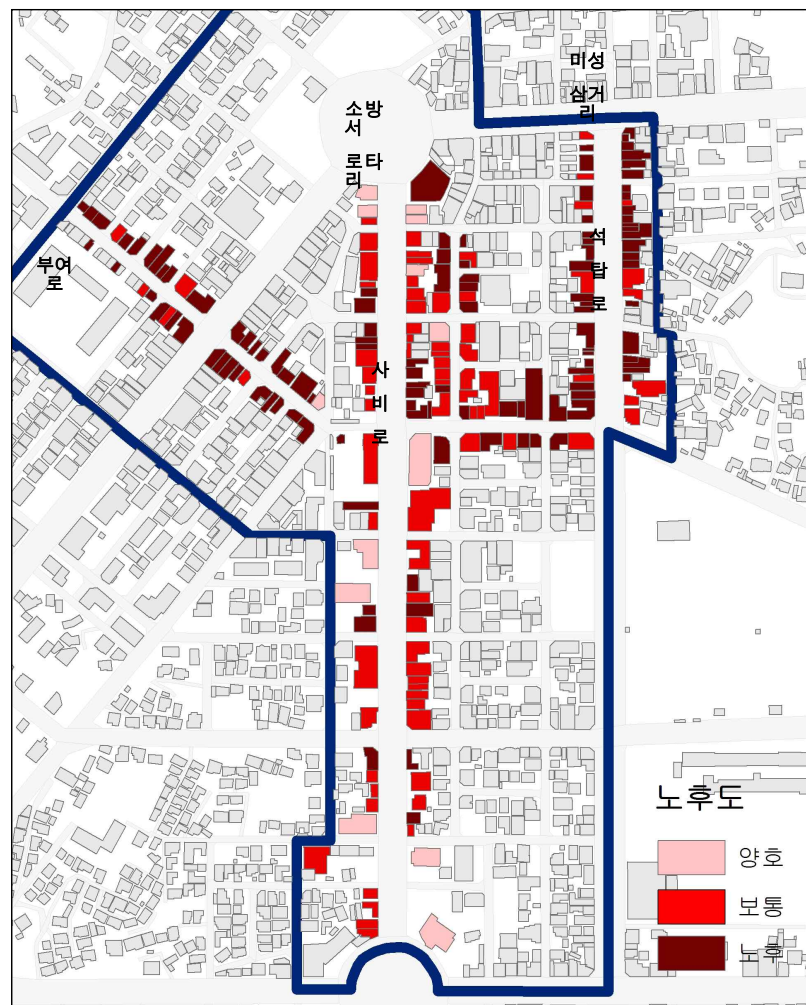 미성
삼거
리
소방
서
로타
리
석
탑
로
부여
로
사
비
로
노후도
양호
보통
노후